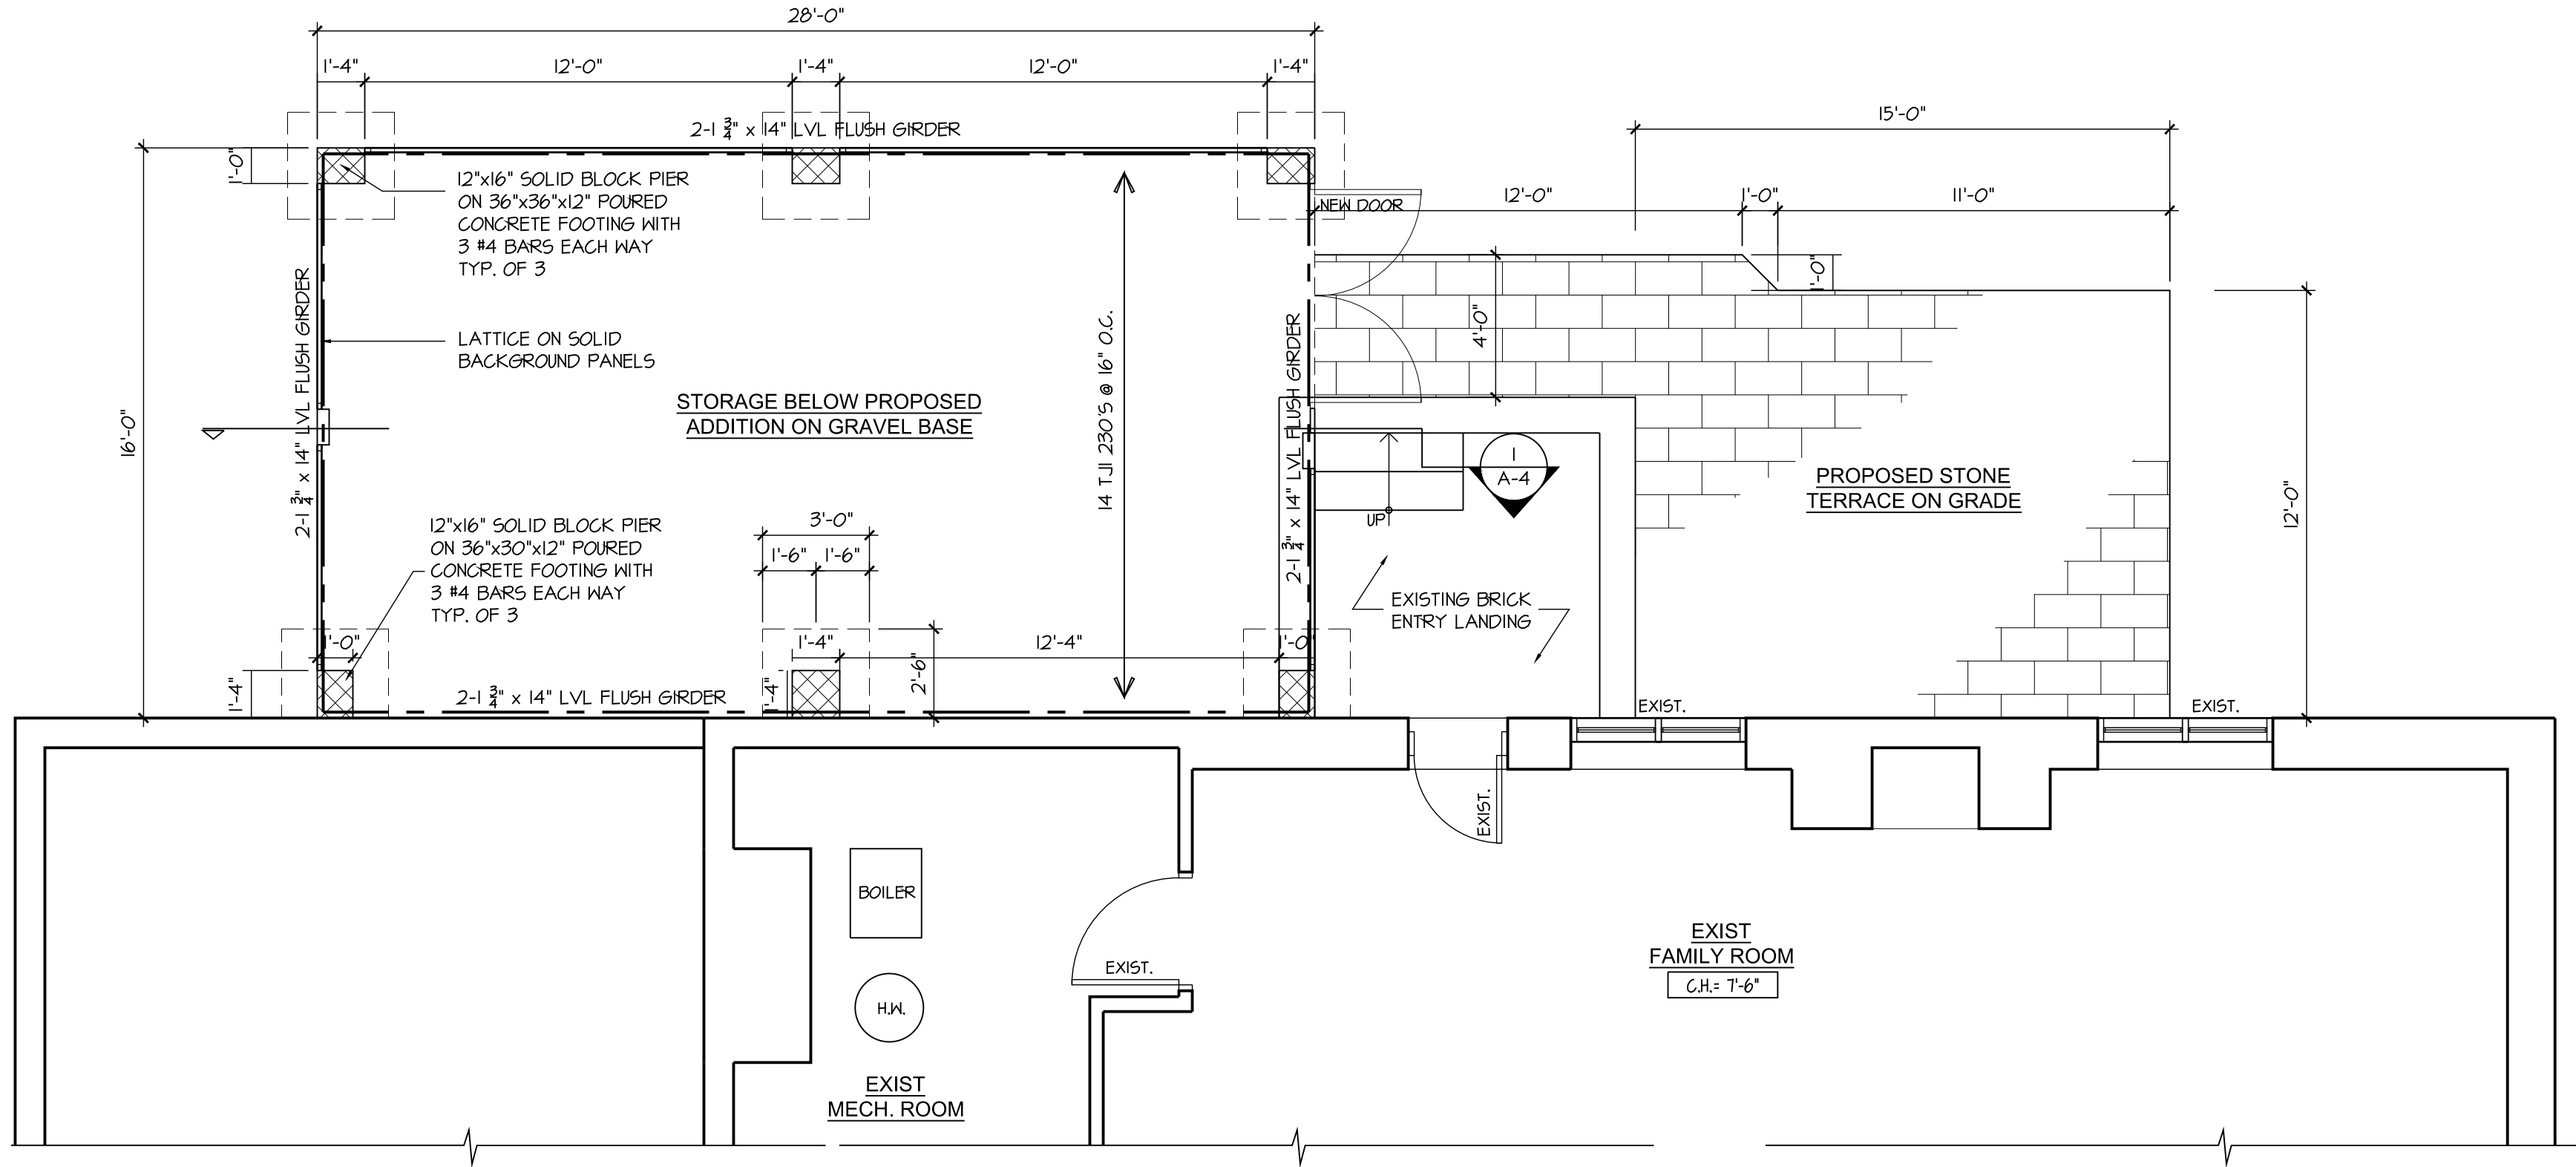 28'-0"
1'-4"
12'-0"
1'-4"
12'-0"
1'-4"
15'-0"
2-1 3/4" x 14" LVL FLUSH GIRDER
1'-0"
12"x16" SOLID BLOCK PIER
ON 36"x36"x12" POURED
CONCRETE FOOTING WITH
3 #4 BARS EACH WAY
TYP. OF 3
NEW DOOR
12'-0"
1'-0"
11'-0"
1'-0"
2-1 3/4" x 14" LVL FLUSH GIRDER
LATTICE ON SOLID
BACKGROUND PANELS
16'-0"
STORAGE BELOW PROPOSED
ADDITION ON GRAVEL BASE
14 TJI 230'S @ 16" O.C.
2-1 3/4" x 14" LVL FLUSH GIRDER
4'-0"
1
A-4
UP
PROPOSED STONE
TERRACE ON GRADE
12'-0"
12"x16" SOLID BLOCK PIER
ON 36"x30"x12" POURED
CONCRETE FOOTING WITH
3 #4 BARS EACH WAY
TYP. OF 3
3'-0"
1'-6"
1'-6"
EXISTING BRICK
ENTRY LANDING
1'-0"
1'-4"
12'-4"
1'-0"
1'-4"
2-1 3/4" x 14" LVL FLUSH GIRDER
1'-4"
2'-6"
EXIST.
EXIST.
EXIST.
BOILER
EXIST.
H.W.
EXIST
FAMILY ROOM
C.H.= 7'-6"
EXIST
MECH. ROOM